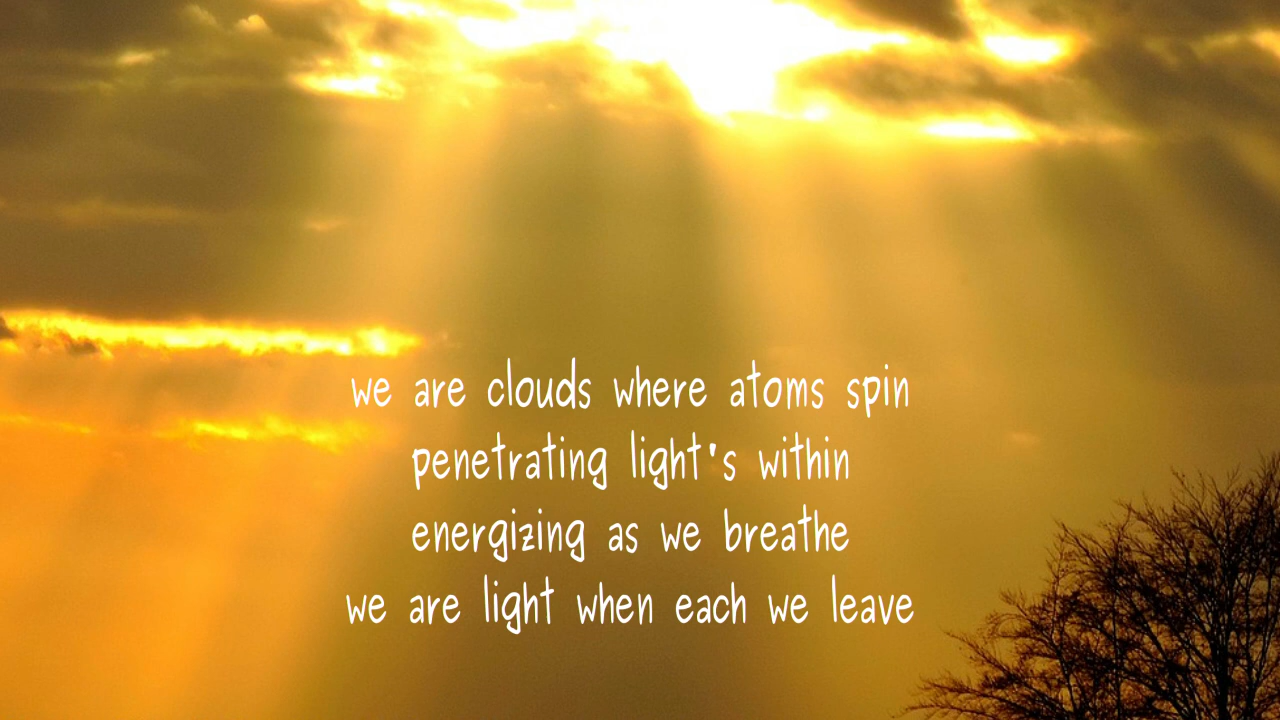 we are clouds where atoms spin
penetrating light's within
energizing as we breathe
we are light when each we leave